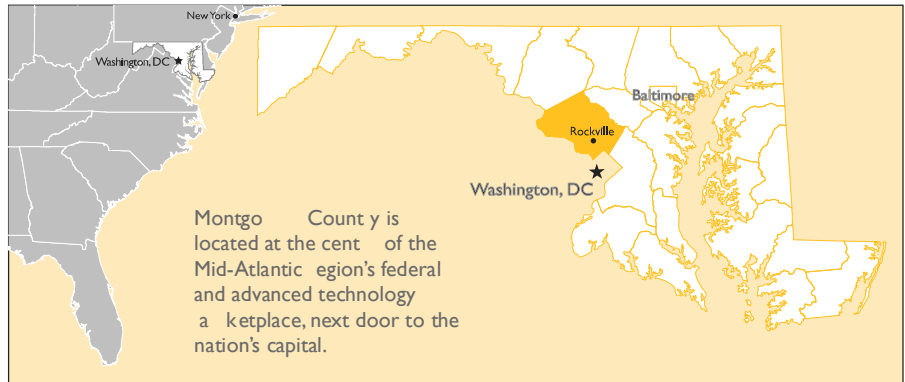 New York
Washington, DC
Baltimore
Rockville
Washington, DC
Montgo Count y is
located at the cent of the
Mid-Atlantic egion's federal
and advanced technology
a ketplace, next door to the
nation's capital.